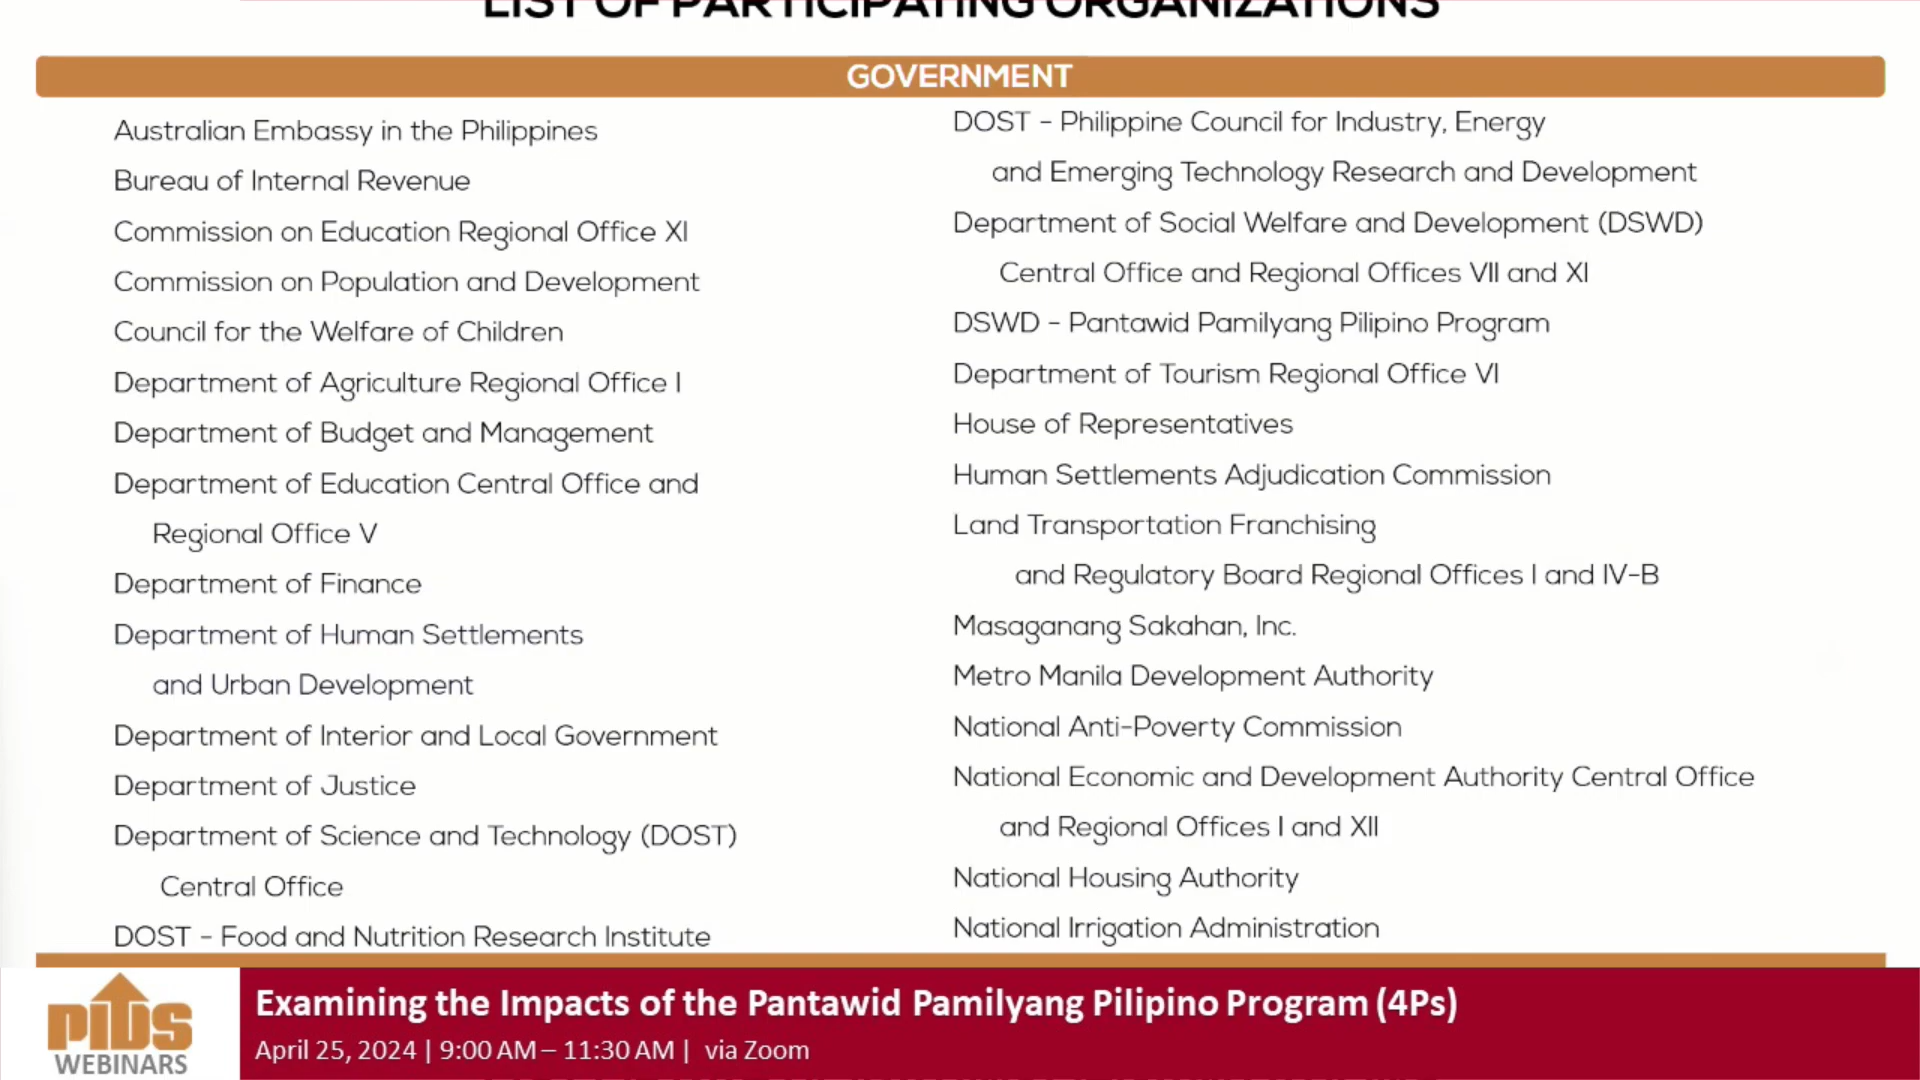 LIST OF PARTICIPATING ORGANIZATIONS
GOVERNMENT
Australian Embassy in the Philippines
Bureau of Internal Revenue
Commission on Education Regional Office XI
Commission on Population and Development
Council for the Welfare of Children
Department of Agriculture Regional Office I
Department of Budget and Management
Department of Education Central Office and
Regional Office V
Department of Finance
Department of Human Settlements
and Urban Development
Department of Interior and Local Government
Department of Justice
Department of Science and Technology (DOST)
Central Office
DOST - Food and Nutrition Research Institute
DOST - Philippine Council for Industry, Energy
and Emerging Technology Research and Development
Department of Social Welfare and Development (DSWD)
Central Office and Regional Offices VII and XI
DSWD - Pantawid Pamilyang Pilipino Program
Department of Tourism Regional Office VI
House of Representatives
Human Settlements Adjudication Commission
Land Transportation Franchising
and Regulatory Board Regional Offices I and IV-B
Masaganang Sakahan, Inc.
Metro Manila Development Authority
National Anti-Poverty Commission
National Economic and Development Authority Central Office
and Regional Offices I and XII
National Housing Authority
National Irrigation Administration
pids
WEBINARS
Examining the Impacts of the Pantawid Pamilyang Pilipino Program (4Ps)
April 25, 2024 | 9:00 AM – 11:30 AM | via Zoom